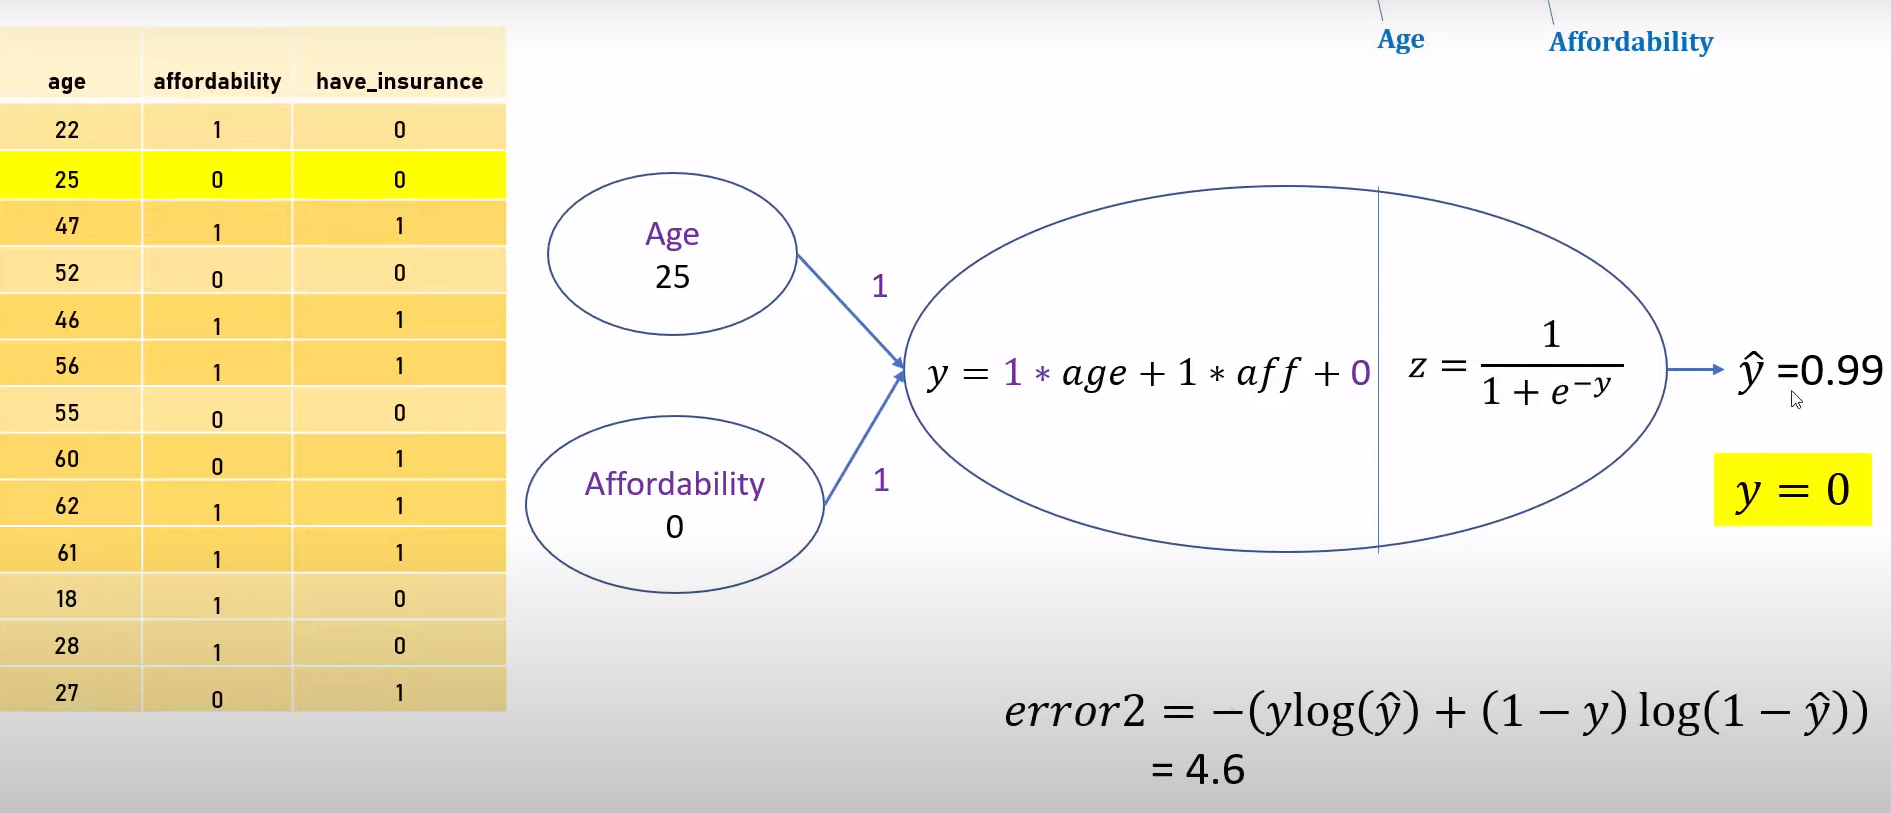 Age Affordability
age affordability have_insurance
22 1 0
25 0 0
47 1 1
52 0 0
46 1 1
56 1 1
55 0 0
60 0 1
62 1 1
61 1 1
18 1 0
28 1 0
27 0 1
Age
25
1
Affordability
0
1
y = 1 ∗ age + 1 ∗ aff + 0
z = 1 / (1 + e^{−y})
ŷ =0.99
y = 0
error2 = −(ylog(ŷ) + (1 − y) log(1 − ŷ))
= 4.6